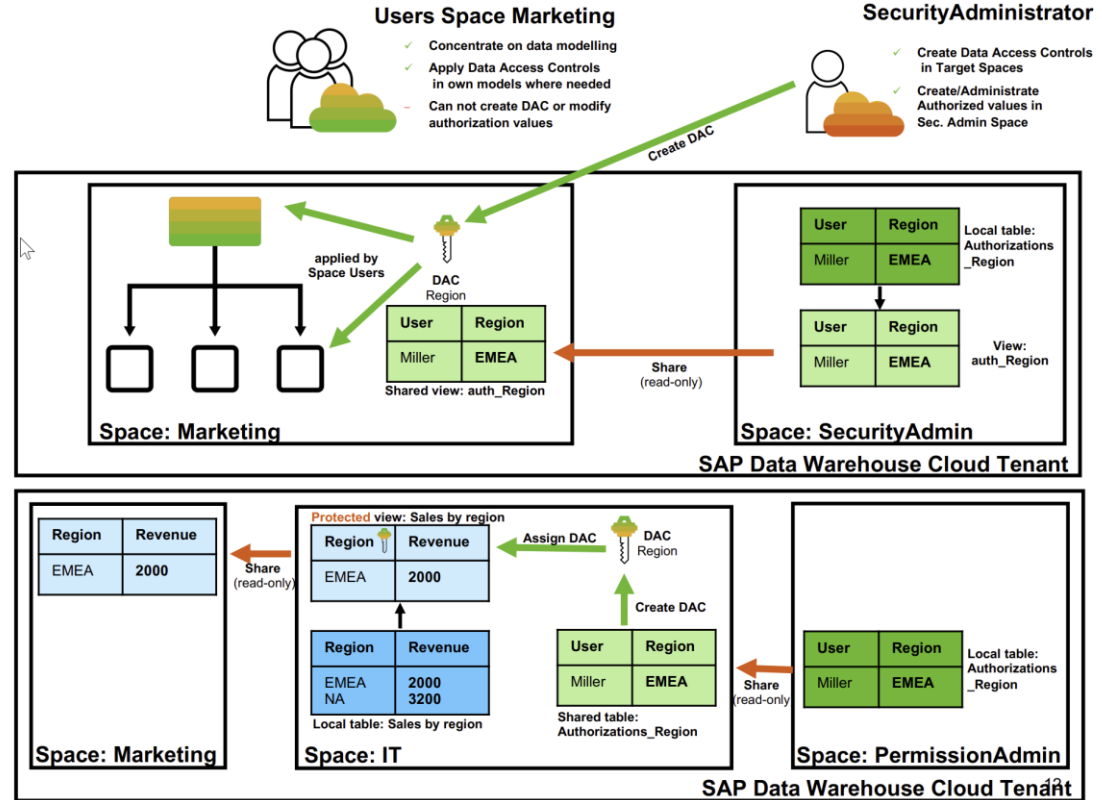 Users Space Marketing
Concentrate on data modelling
Apply Data Access Controls
in own models where needed
Can not create DAC or modify
authorization values
SecurityAdministrator
Create Data Access Controls
in Target Spaces
Create/Administrate
Authorized values in
Sec. Admin Space
Create DAC
applied by
Space Users
DAC
Region
User Region
Miller EMEA
Shared view: auth_Region
Space: Marketing
Share
(read-only)
User Region
Miller EMEA
Local table:
Authorizations
_Region
User Region
Miller EMEA
View:
auth_Region
Space: SecurityAdmin
SAP Data Warehouse Cloud Tenant
Region Revenue
EMEA 2000
Space: Marketing
Share
(read-only)
Protected view: Sales by region
Region Revenue
EMEA 2000
Assign DAC
DAC
Region
Create DAC
Region Revenue
EMEA 2000
NA 3200
Local table: Sales by region
User Region
Miller EMEA
Shared table:
Authorizations_Region
Space: IT
Share
(read-only
User Region
Miller EMEA
Local table:
Authorizations
_Region
Space: PermissionAdmin
SAP Data Warehouse Cloud Tenant